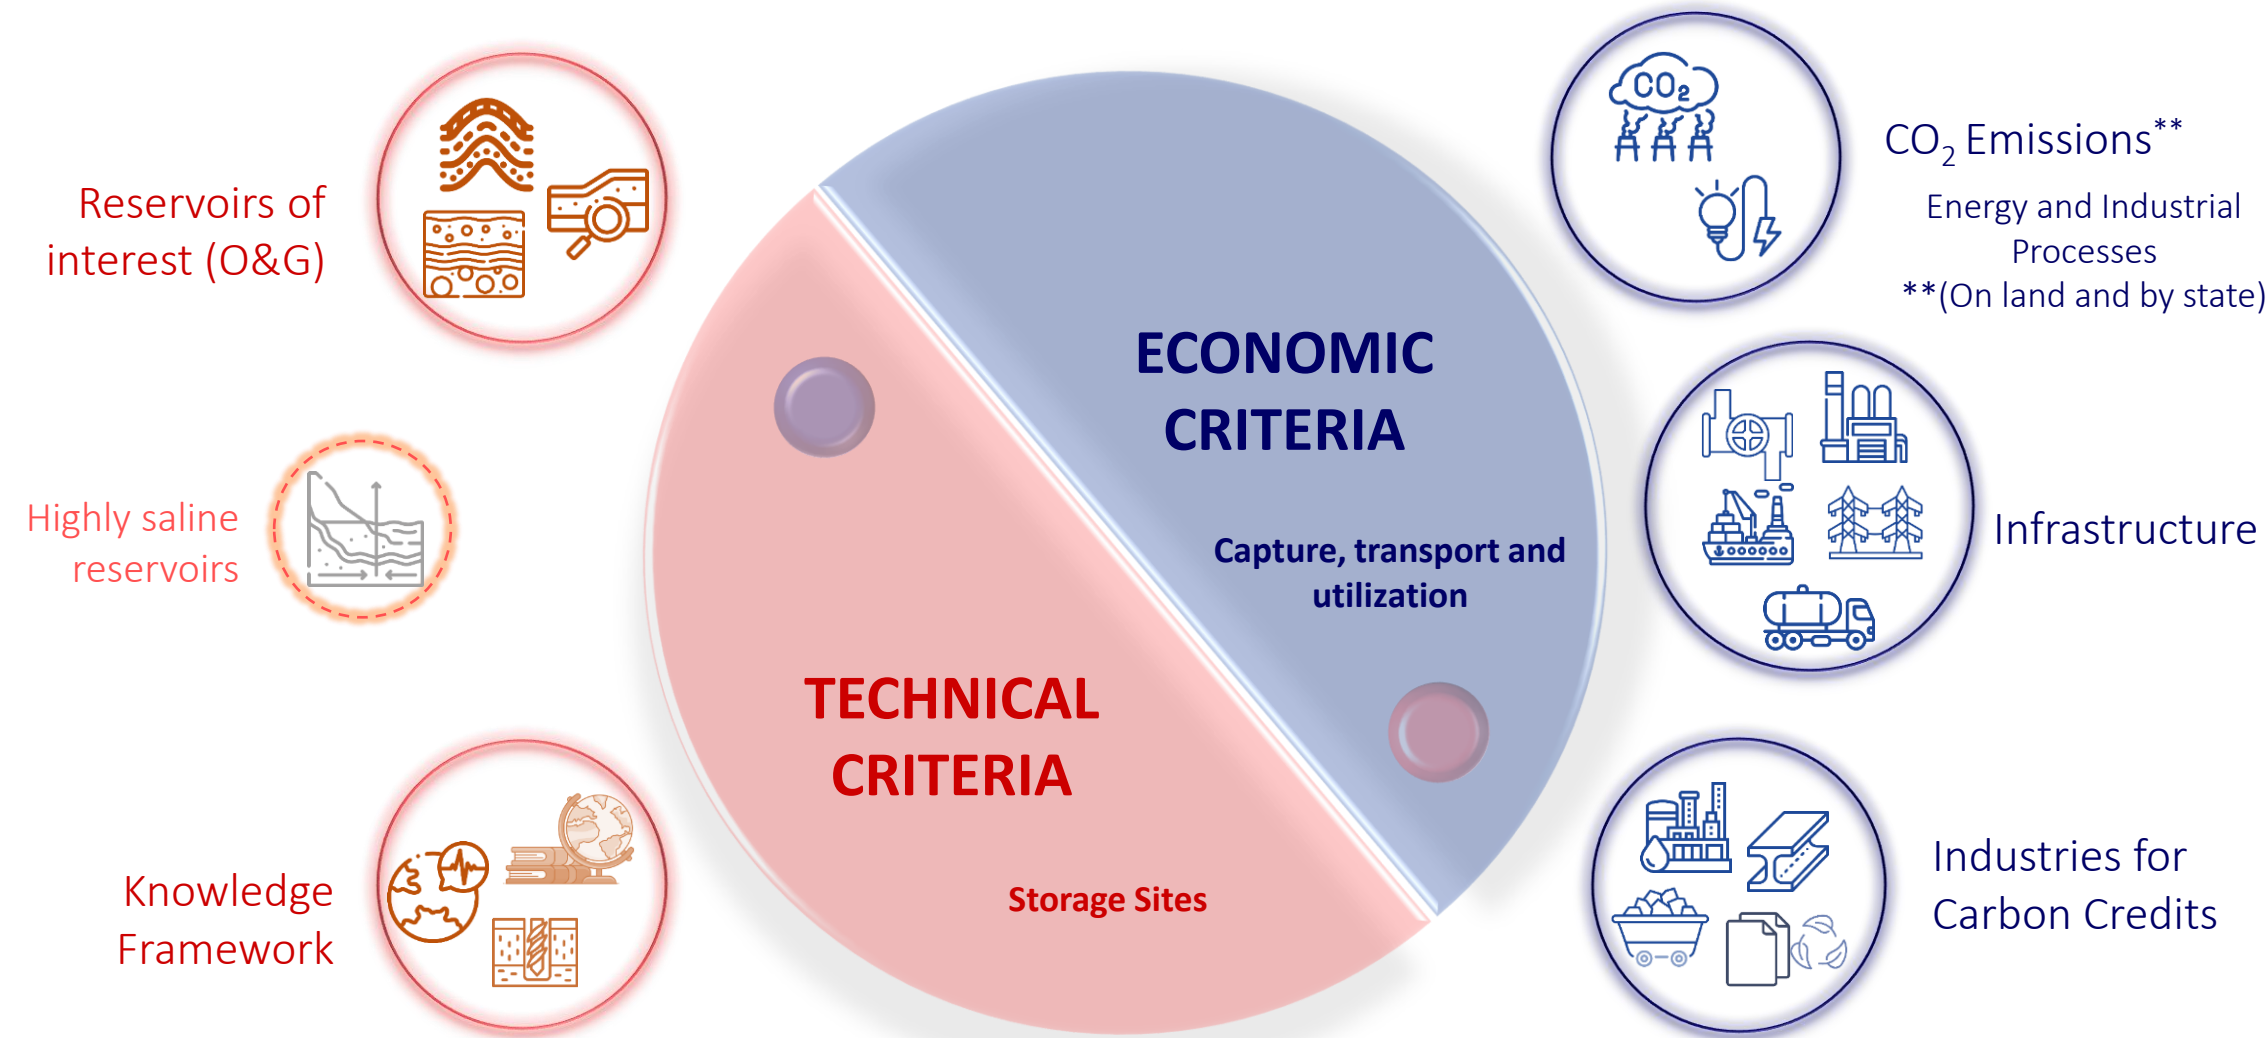 Reservoirs of
interest (O&G)
Highly saline
reservoirs
Knowledge
Framework
ECONOMIC
CRITERIA
Capture, transport and
utilization
TECHNICAL
CRITERIA
Storage Sites
CO₂
CO₂ Emissions**
Energy and Industrial
Processes
**(On land and by state)
Infrastructure
Industries for
Carbon Credits